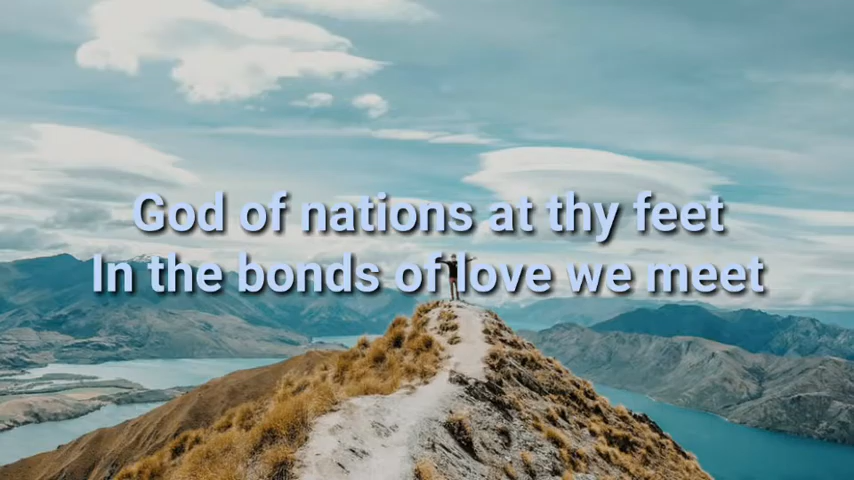 God of nations at thy feet
In the bonds of love we meet